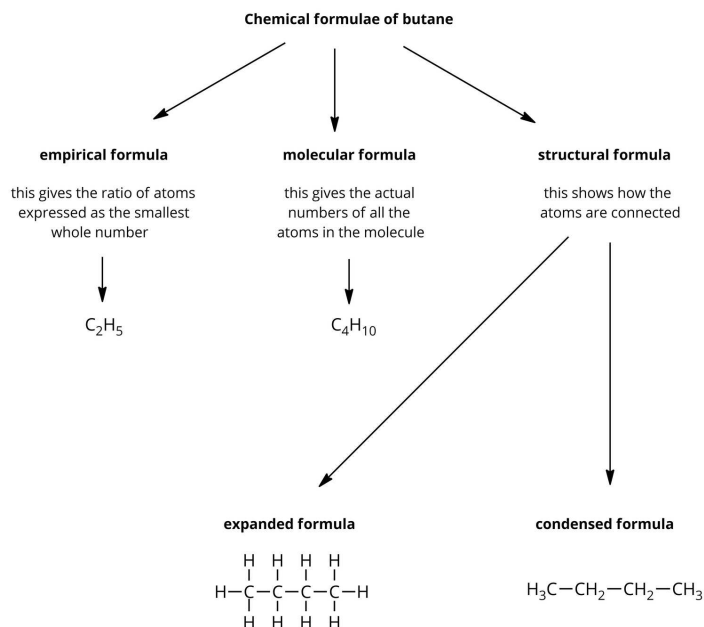 Chemical formulae of butane
empirical formula
this gives the ratio of atoms
expressed as the smallest
whole number
C₂H₅
molecular formula
this gives the actual
numbers of all the
atoms in the molecule
C₄H₁₀
structural formula
this shows how the
atoms are connected
expanded formula
H H H H
H–C–C–C–C–H
H H H H
condensed formula
H₃C–CH₂–CH₂–CH₃